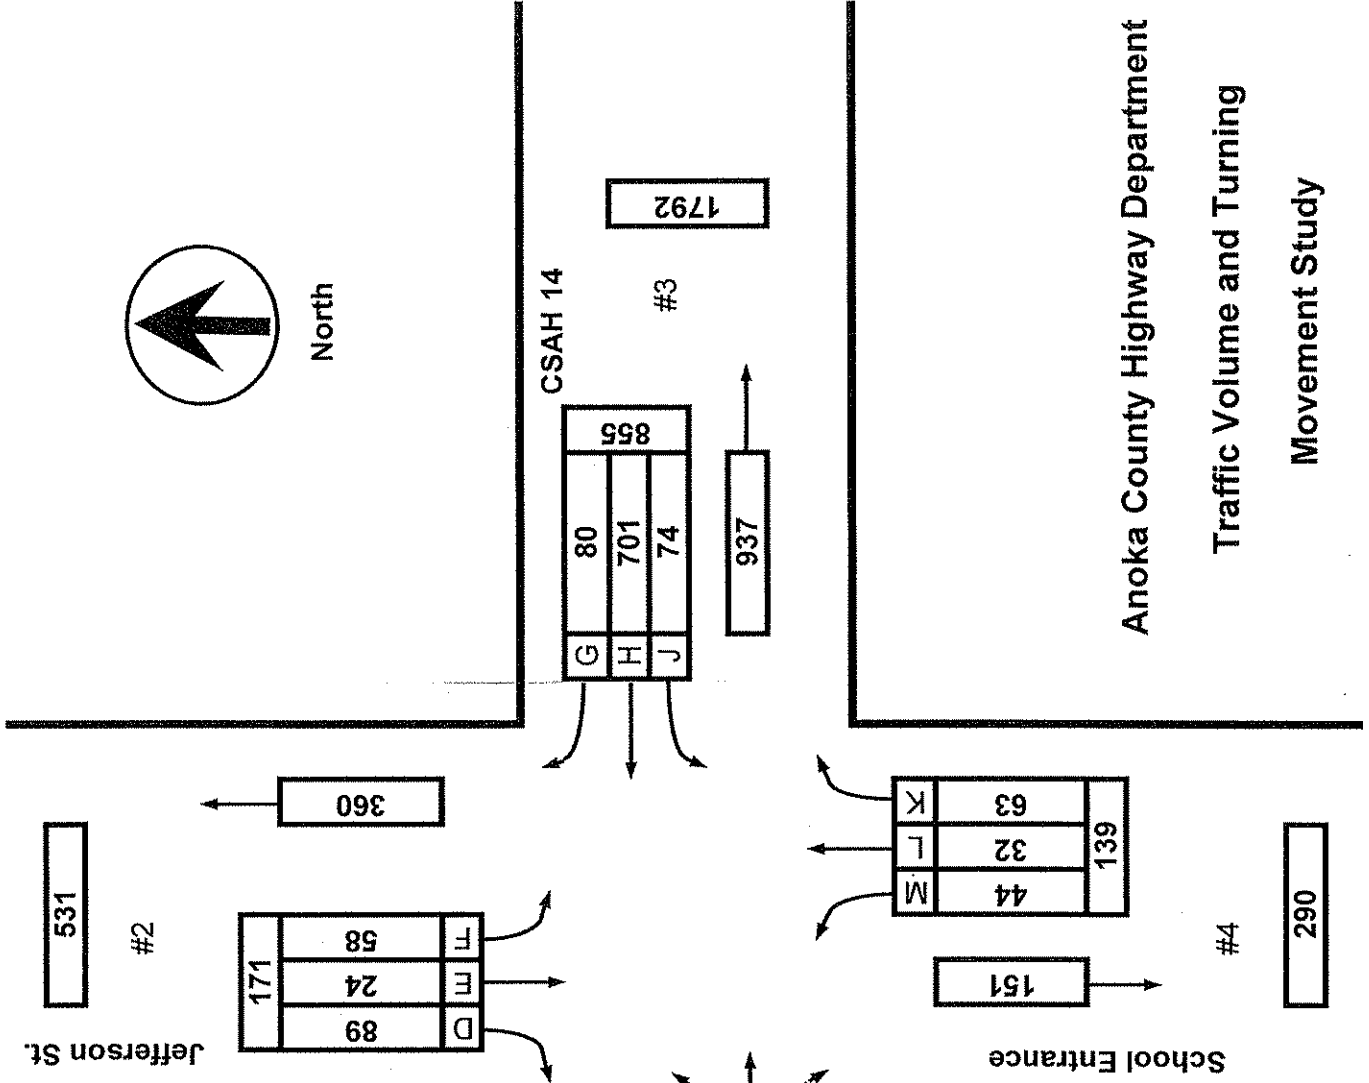 531
#2
Jefferson St.
171
89
24
58
D
E
F
360
North
CSAH 14
#3
1792
G 80
H 701
J 74
855
937
M
L
K
44
32
63
139
151
#4
290
School Entrance
Anoka County Highway Department
Traffic Volume and Turning
Movement Study